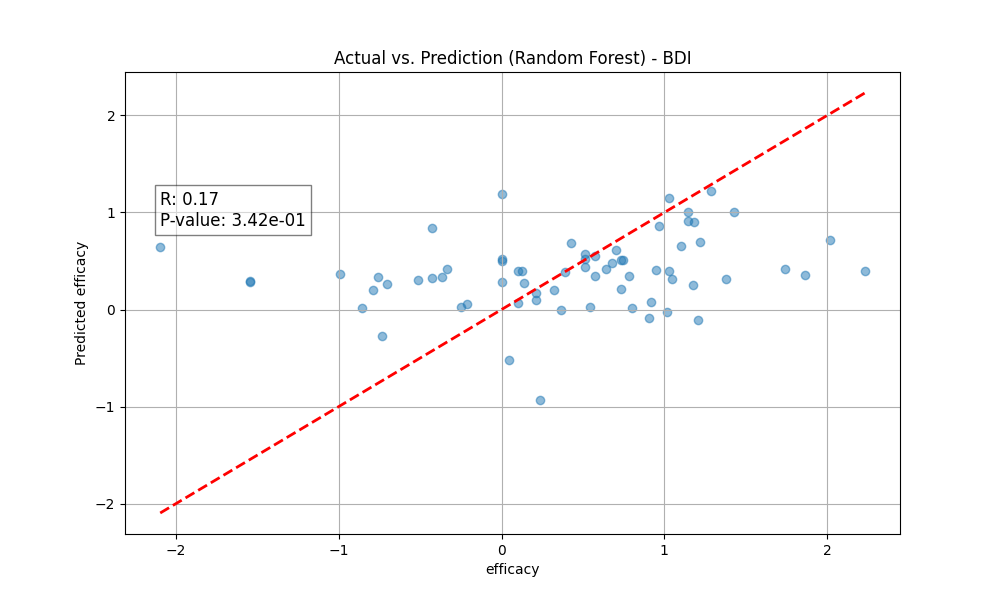 Actual vs. Prediction (Random Forest) - BDI
2
1
0
−1
−2
Predicted efficacy
R: 0.17
P-value: 3.42e-01
−2
−1
0
1
2
efficacy